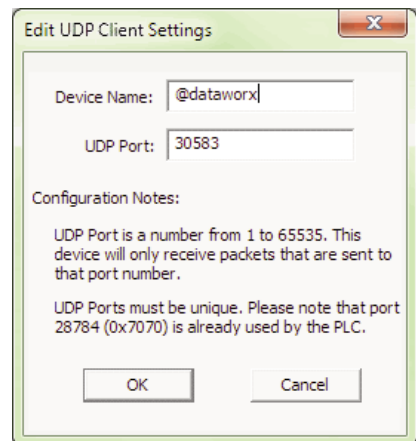 Edit UDP Client Settings
Device Name: @dataworx
UDP Port: 30583
Configuration Notes:
UDP Port is a number from 1 to 65535. This
device will only receive packets that are sent to
that port number.
UDP Ports must be unique. Please note that port
28784 (0x7070) is already used by the PLC.
OK Cancel